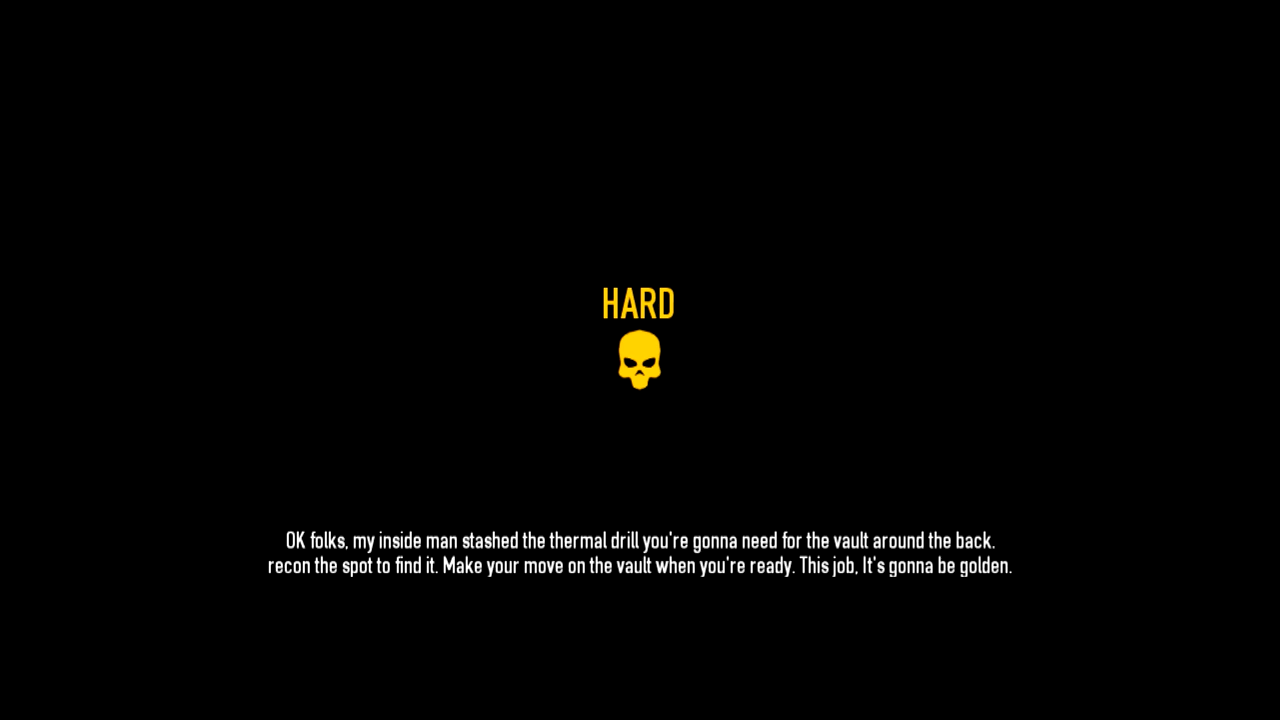 HARD
OK folks, my inside man stashed the thermal drill you're gonna need for the vault around the back.
recon the spot to find it. Make your move on the vault when you're ready. This job, It's gonna be golden.